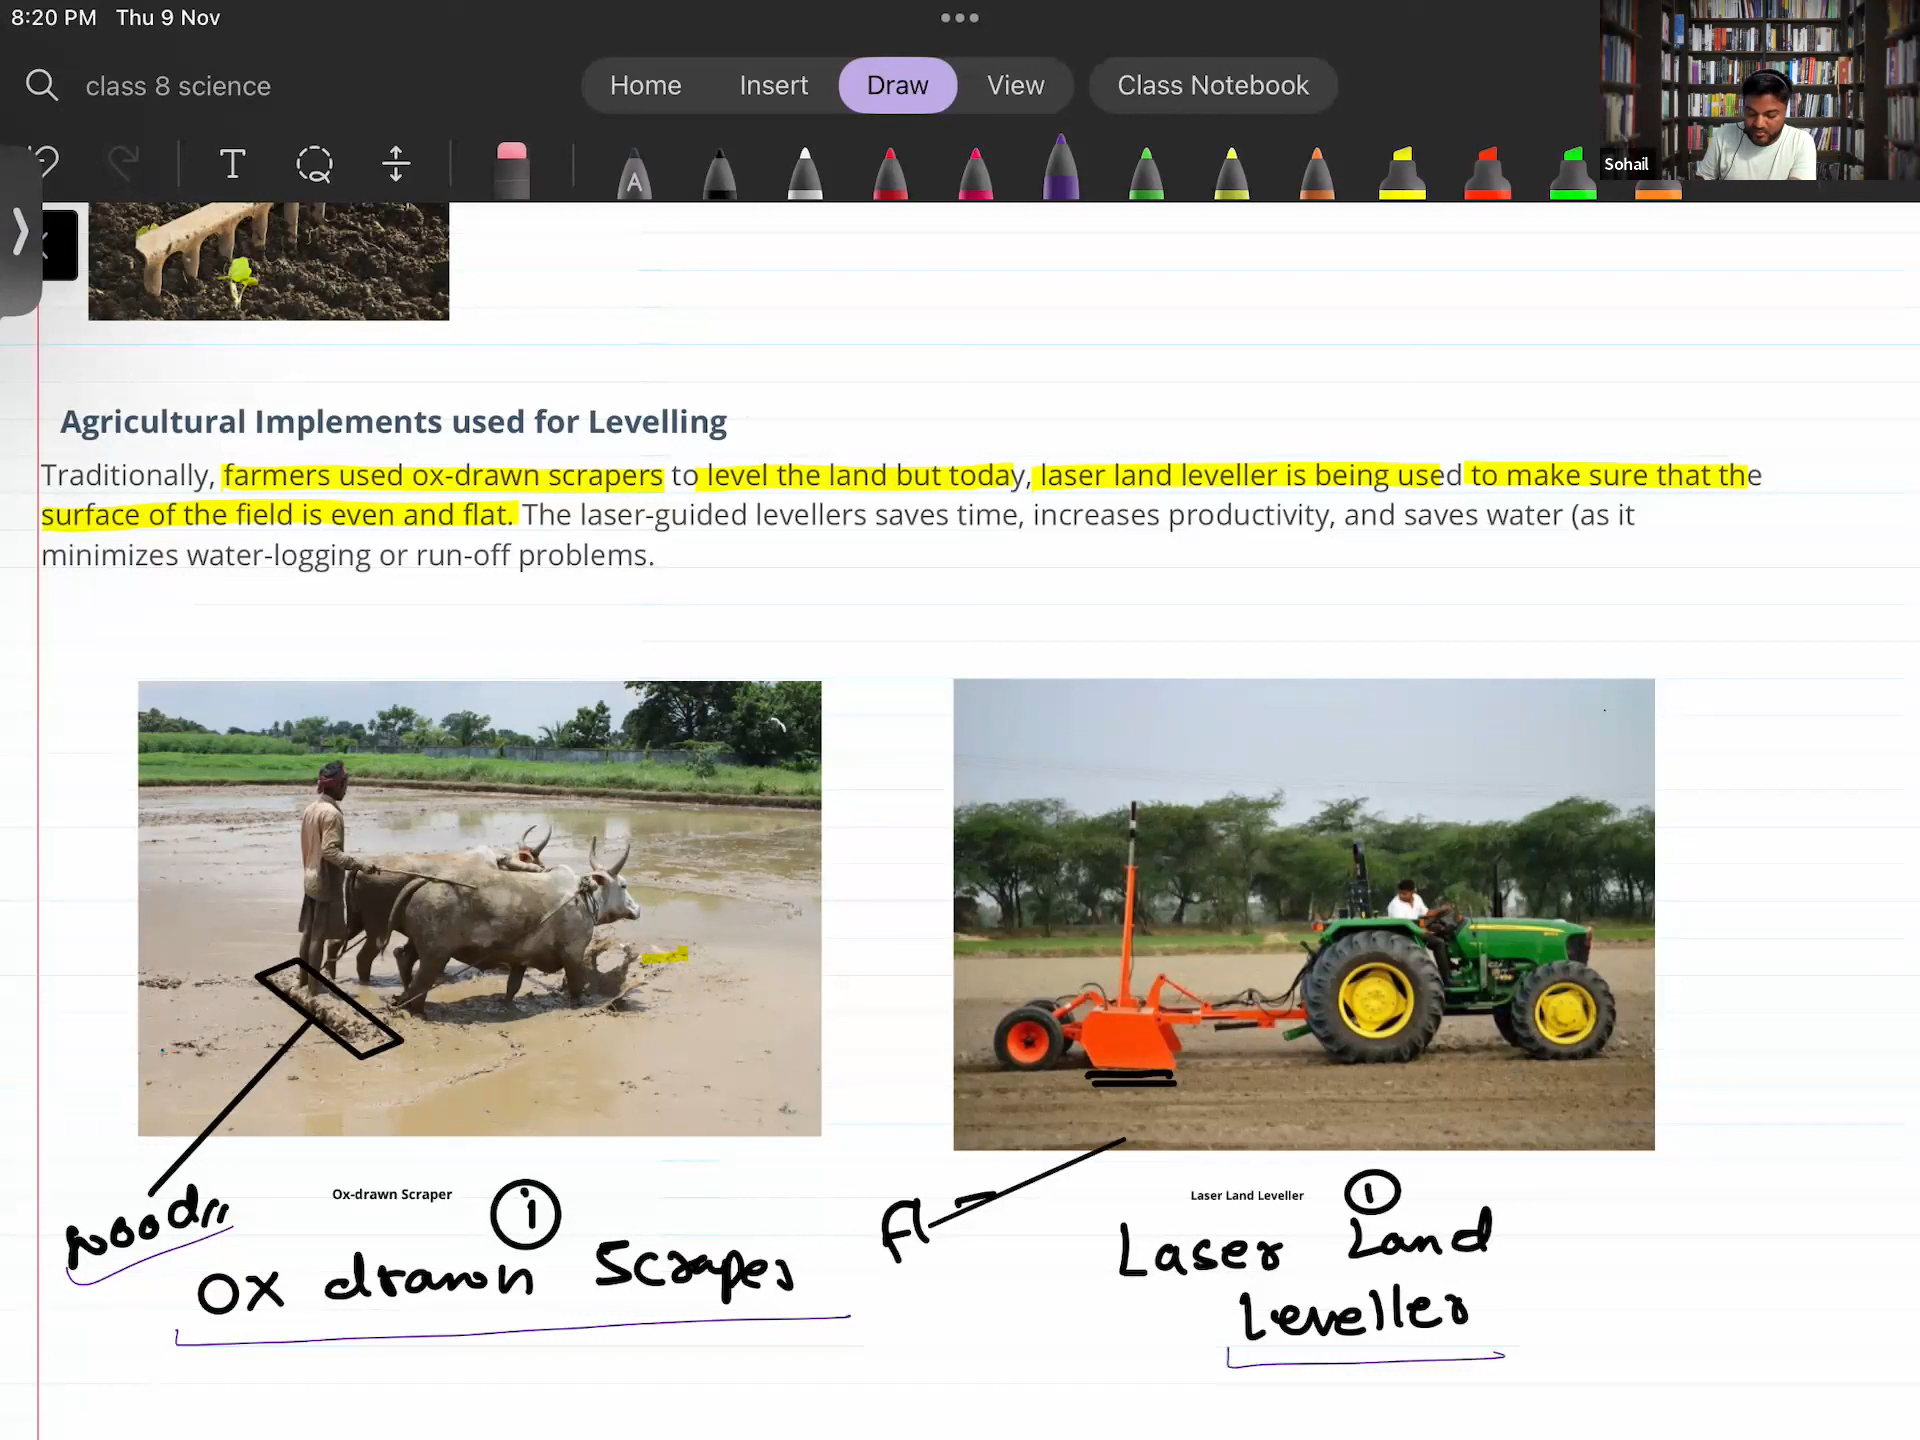 8:20 PM Thu 9 Nov
class 8 science
Home Insert Draw View Class Notebook
T
A
Sohail
Agricultural Implements used for Levelling
Traditionally, farmers used ox-drawn scrapers to level the land but today, laser land leveller is being used to make sure that the
surface of the field is even and flat. The laser-guided levellers saves time, increases productivity, and saves water (as it
minimizes water-logging or run-off problems.
Ox-drawn Scraper
Laser Land Leveller
Ox drawn Scraper
Laser Land
Leveller